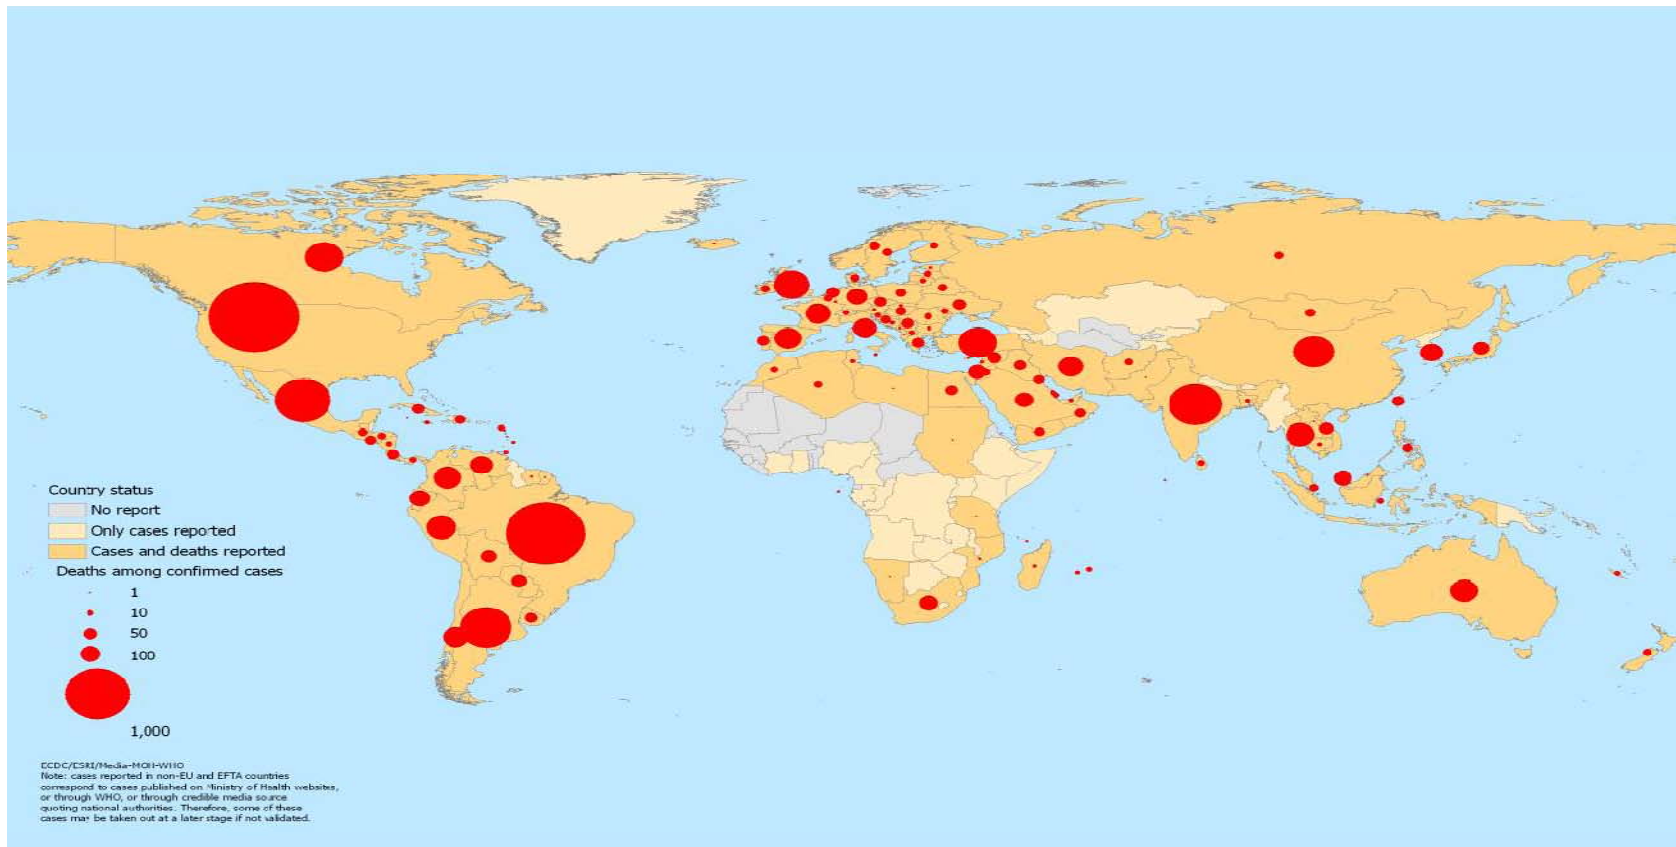 Country status
No report
Only cases reported
Cases and deaths reported
Deaths among confirmed cases
1
10
50
100
1,000
ECDC/ESRI/Media-MOH-WHO
Note: cases reported in non-EU and EFTA countries
correspond to cases published on Ministry of Health websites,
or through WHO, or through credible media source
quoting national authorities. Therefore, some of these
cases may be taken out at a later stage if not validated.